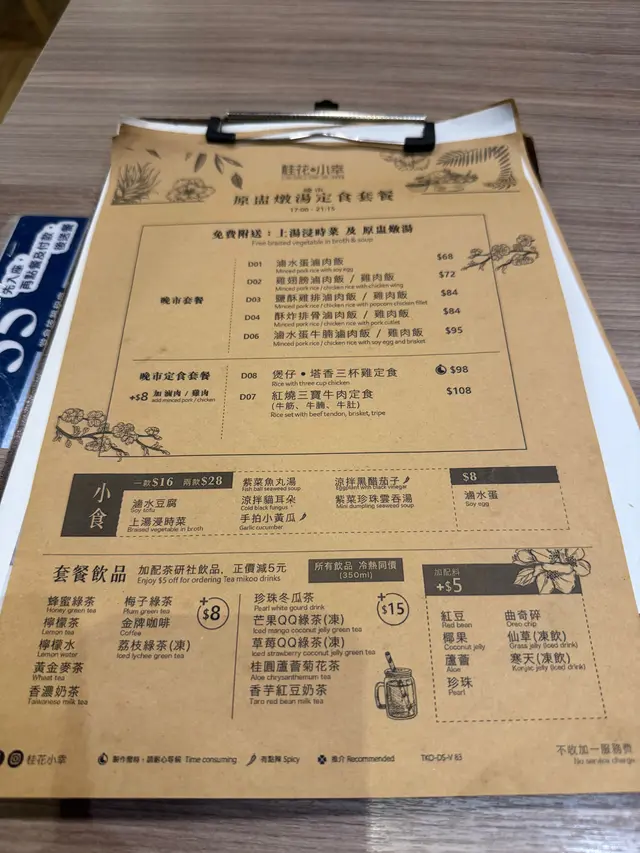 桂花小幸
晚市
原盅燉湯定食套餐
17:00 - 21:15
免費附送：上湯浸時菜 及 原盅燉湯
Free braised vegetable in broth & soup
晚市套餐
D01 滷水蛋滷肉飯 $68
Minced pork rice with soy egg
D02 雞翅膀滷肉飯 / 雞肉飯 $72
Minced pork rice / chicken rice with chicken wing
D03 鹽酥雞排滷肉飯 / 雞肉飯 $84
Minced pork rice / chicken rice with popcorn chicken fillet
D04 酥炸排骨滷肉飯 / 雞肉飯 $84
Minced pork rice / chicken rice with pork cutlet
D06 滷水蛋牛腩滷肉飯 / 雞肉飯 $95
Minced pork rice / chicken rice with soy egg and brisket
晚市定食套餐
+$8 加 滷肉 / 雞肉
add minced pork / chicken
D08 煲仔・塔香三杯雞定食 $98
Rice with three cup chicken
D07 紅燒三寶牛肉定食 $108
(牛筋、牛腩、牛肚)
Rice set with beef tendon, brisket, tripe
小食
一款$16 兩款$28
滷水豆腐
Soy tofu
上湯浸時菜
Braised vegetable in broth
紫菜魚丸湯
Fish ball seaweed soup
涼拌貓耳朵
Cold black fungus
手拍小黃瓜
Garlic cucumber
涼拌黑醋茄子
Eggplant with black vinegar
紫菜珍珠雲吞湯
Mini dumpling seaweed soup
$8
滷水蛋
Soy egg
套餐飲品
加配茶研社飲品，正價減5元
Enjoy $5 off for ordering Tea mikoo drinks
所有飲品 冷熱同價
(350ml)
+$8
蜂蜜綠茶
Honey green tea
檸檬茶
Lemon tea
檸檬水
Lemon water
黃金麥茶
Wheat tea
香濃奶茶
Taiwanese milk tea
梅子綠茶
Plum green tea
金牌咖啡
Coffee
荔枝綠茶(凍)
Iced lychee green tea
+$15
珍珠冬瓜茶
Pearl white gourd drink
芒果QQ綠茶(凍)
Iced mango coconut jelly green tea
草莓QQ綠茶(凍)
Iced strawberry coconut jelly green tea
桂圓蘆薈菊花茶
Aloe chrysanthemum tea
香芋紅豆奶茶
Taro red bean milk tea
加配料
+$5
紅豆
Red bean
椰果
Coconut jelly
蘆薈
Aloe
珍珠
Pearl
曲奇碎
Oreo chip
仙草(凍飲)
Grass jelly (iced drink)
寒天(凍飲)
Konjac jelly (iced drink)
桂花小幸
製作需時，請耐心等候 Time consuming
有點辣 Spicy
推介 Recommended
TKO-DS-V 83
不收加一服務費
No service charge
先入座，
再點餐及付款，